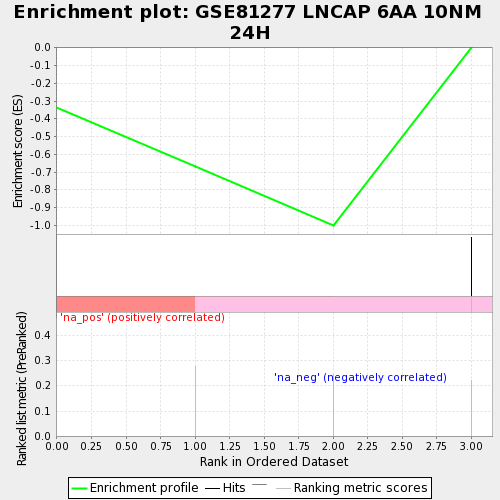 Enrichment plot: GSE81277 LNCAP 6AA 10NM
24H
Enrichment score (ES)
0.0
-0.1
-0.2
-0.3
-0.4
-0.5
-0.6
-0.7
-0.8
-0.9
-1.0
'na_pos' (positively correlated)
'na_neg' (negatively correlated)
Ranked list metric (PreRanked)
0.4
0.3
0.2
0.1
0.0
0.00 0.25 0.50 0.75 1.00 1.25 1.50 1.75 2.00 2.25 2.50 2.75 3.00
Rank in Ordered Dataset
Enrichment profile Hits Ranking metric scores